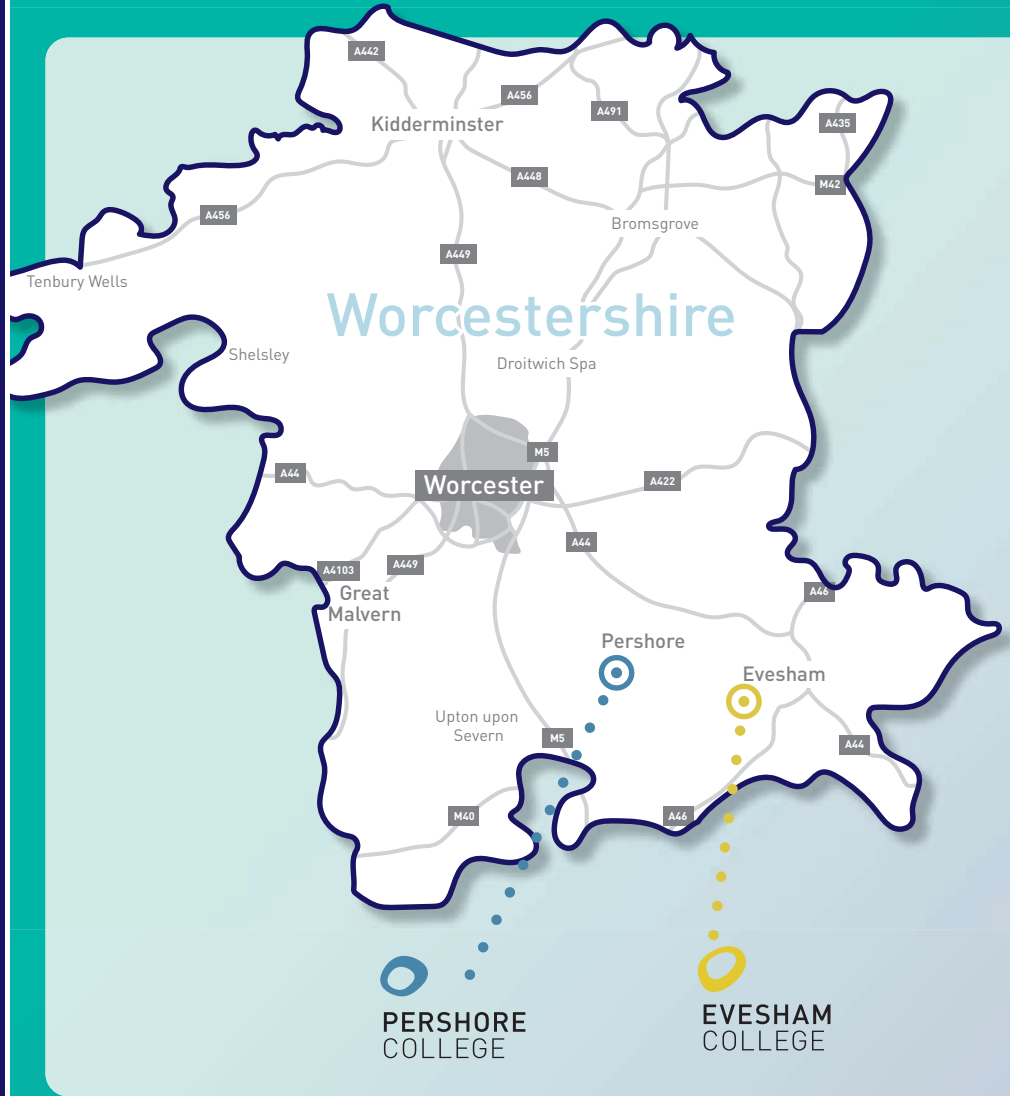 A442
A456
A491
A435
Kidderminster
A448
M42
A456
Bromsgrove
A449
Tenbury Wells
Worcestershire
Shelsley
Droitwich Spa
M5
A44
Worcester
A422
A44
A4103
A449
Great
Malvern
A46
Pershore
Evesham
Upton upon
Severn
M5
A44
M40
A46
PERSHORE
COLLEGE
EVESHAM
COLLEGE